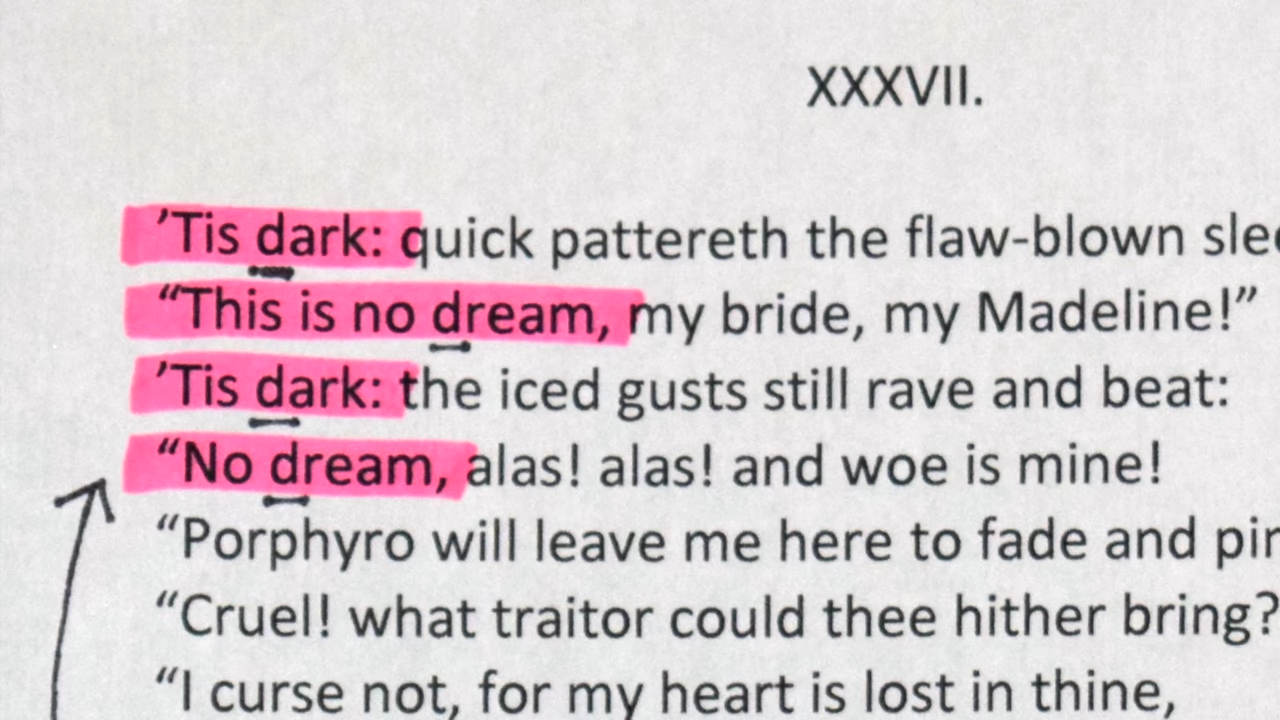 XXXVII.
’Tis dark: quick pattereth the flaw-blown
“This is no dream, my bride, my Madeline!”
’Tis dark: the iced gusts still rave and beat:
“No dream, alas! alas! and woe is mine!
“Porphyro will leave me here to fade and
“Cruel! what traitor could thee hither bring?
“I curse not, for my heart is lost in thine,